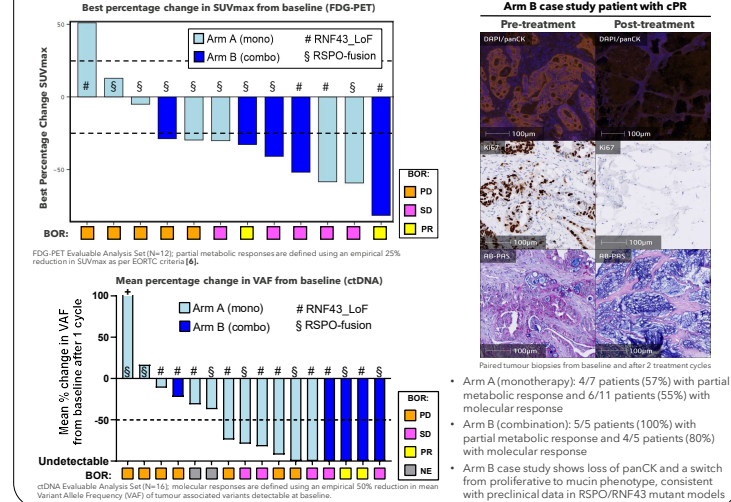 Best percentage change in SUVmax from baseline (FDG-PET)
Best Percentage Change SUVmax
50
0
−50
Arm A (mono) # RNF43_LoF
Arm B (combo) § RSPO-fusion
# § § § § § § § # # § #
BOR:
BOR:
PD
SD
PR
FDG-PET Evaluable Analysis Set (N=12); partial metabolic responses are defined using an empirical 25%
reduction in SUVmax as per EORTC criteria [6].
Mean percentage change in VAF from baseline (ctDNA)
Mean % change in VAF
from baseline after 1 cycle
100
50
0
-50
Undetectable
+
Arm A (mono) # RNF43_LoF
Arm B (combo) § RSPO-fusion
§ § # # # § # § # # § # # § # §
BOR:
BOR:
PD
SD
PR
NE
ctDNA Evaluable Analysis Set (N=16); molecular responses are defined using an empirical 50% reduction in mean
Variant Allele Frequency (VAF) of tumour associated variants detectable at baseline.
Arm B case study patient with cPR
Pre-treatment Post-treatment
DAPI/panCK DAPI/panCK
100µm 100µm
Ki67 Ki67
100µm 100µm
AB-PAS AB-PAS
100µm 100µm
Paired tumour biopsies from baseline and after 2 treatment cycles
• Arm A (monotherapy): 4/7 patients (57%) with partial
metabolic response and 6/11 patients (55%) with
molecular response
• Arm B (combination): 5/5 patients (100%) with
partial metabolic response and 4/5 patients (80%)
with molecular response
• Arm B case study shows loss of panCK and a switch
from proliferative to mucin phenotype, consistent
with preclinical data in RSPO/RNF43 mutant models